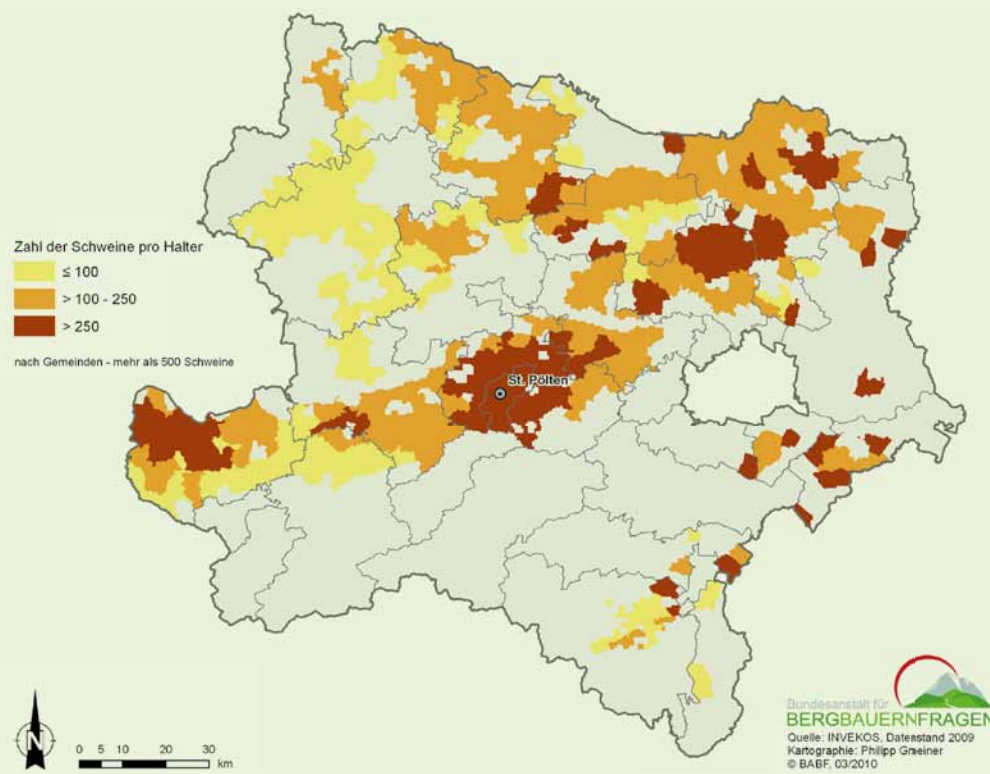 Zahl der Schweine pro Halter
≤ 100
> 100 - 250
> 250
nach Gemeinden - mehr als 500 Schweine
St. Pölten
N
0 5 10 20 30
km
Bundesanstalt für
BERGBAUERNFRAGEN
Quelle: INVEKOS, Datenstand 2009
Kartographie: Philipp Gmeiner
© BABF, 03/2010